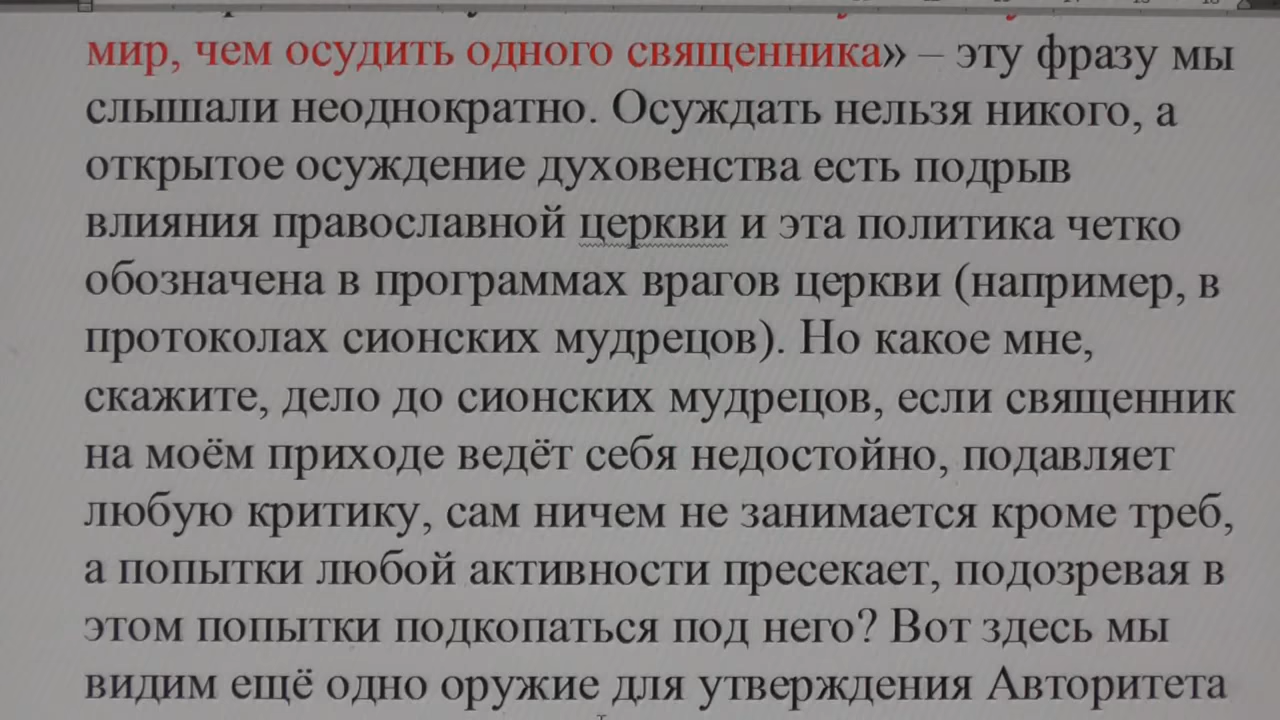 мир, чем осудить одного священника» – эту фразу мы
слышали неоднократно. Осуждать нельзя никого, а
открытое осуждение духовенства есть подрыв
влияния православной церкви и эта политика четко
обозначена в программах врагов церкви (например, в
протоколах сионских мудрецов). Но какое мне,
скажите, дело до сионских мудрецов, если священник
на моём приходе ведёт себя недостойно, подавляет
любую критику, сам ничем не занимается кроме треб,
а попытки любой активности пресекает, подозревая в
этом попытки подкопаться под него? Вот здесь мы
видим ещё одно оружие для утверждения Авторитета